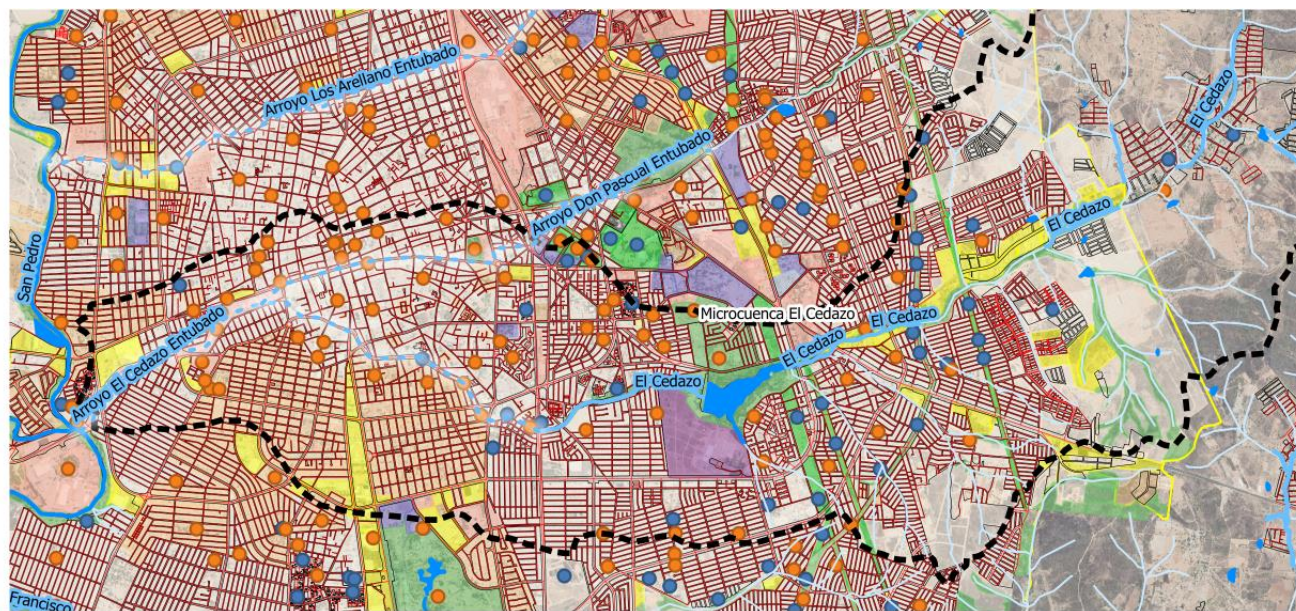 Arroyo Los Arellano Entubado
El Cedazo
Arroyo Don Pascual Entubado
El Cedazo
San Pedro
Microcuenca El Cedazo
El Cedazo
Arroyo El Cedazo Entubado
El Cedazo
El Cedazo
Francisco